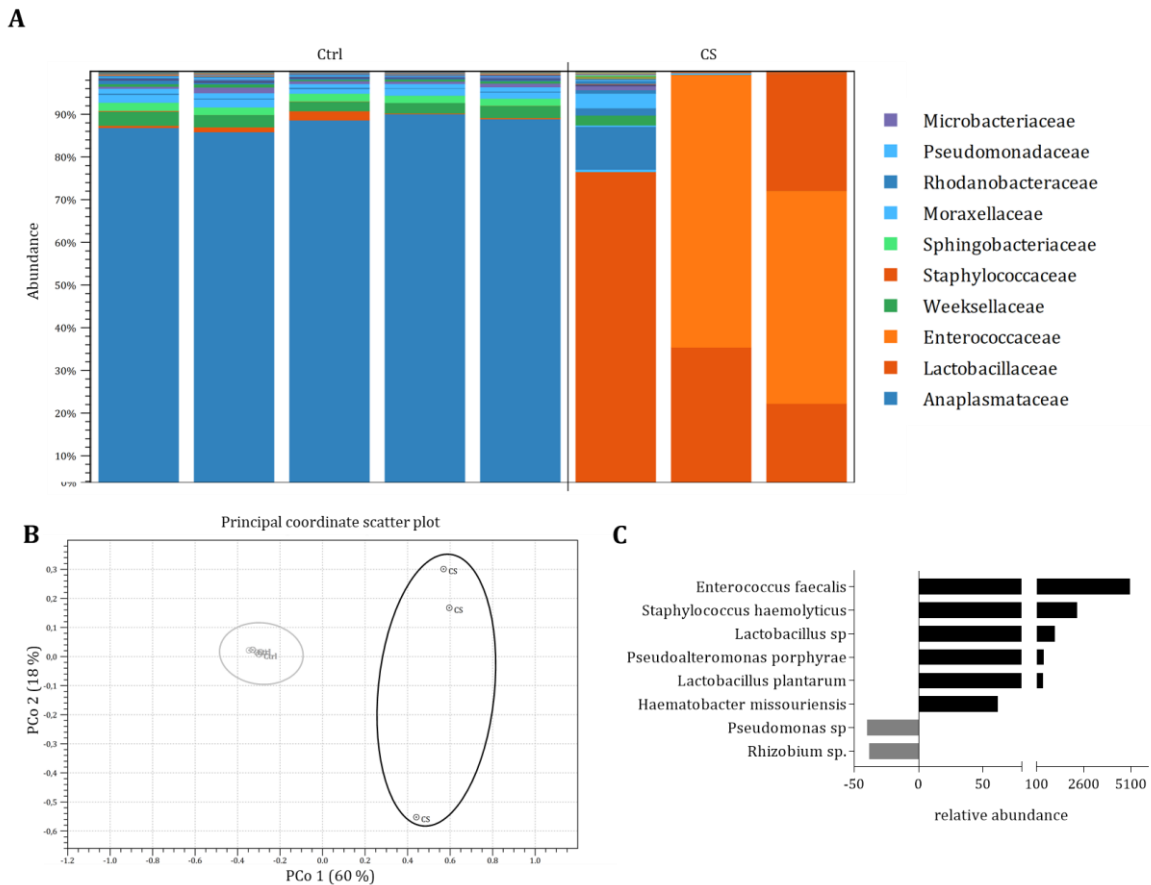 A
Ctrl CS
Abundance
90%
80%
70%
60%
50%
40%
30%
20%
10%
0%
Microbacteriaceae
Pseudomonadaceae
Rhodanobacteraceae
Moraxellaceae
Sphingobacteriaceae
Staphylococcaceae
Weeksellaceae
Enterococcaceae
Lactobacillaceae
Anaplasmataceae
B
Principal coordinate scatter plot
PCo 2 (18 %)
0,3
0,2
0,1
0,0
-0,1
-0,2
-0,3
-0,4
-0,5
-0,6
CS
CS
Ctrl
CS
-1.2 -1.0 -0.8 -0.6 -0.4 -0.2 0.0 0.2 0.4 0.6 0.8 1.0
PCo 1 (60 %)
C
Enterococcus faecalis
Staphylococcus haemolyticus
Lactobacillus sp
Pseudoalteromonas porphyrae
Lactobacillus plantarum
Haematobacter missouriensis
Pseudomonas sp
Rhizobium sp.
-50 0 50 100 2600 5100
relative abundance